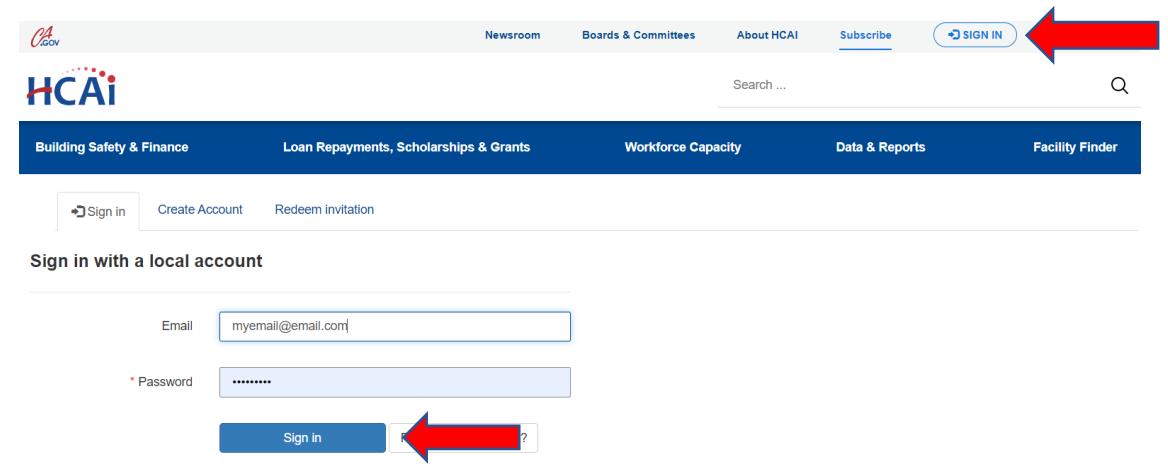 CA.GOV Newsroom Boards & Committees About HCAI Subscribe SIGN IN
HCAi
Search ...
Building Safety & Finance Loan Repayments, Scholarships & Grants Workforce Capacity Data & Reports Facility Finder
Sign in Create Account Redeem invitation
Sign in with a local account
Email myemail@email.com
* Password •••••••••
Sign in ?